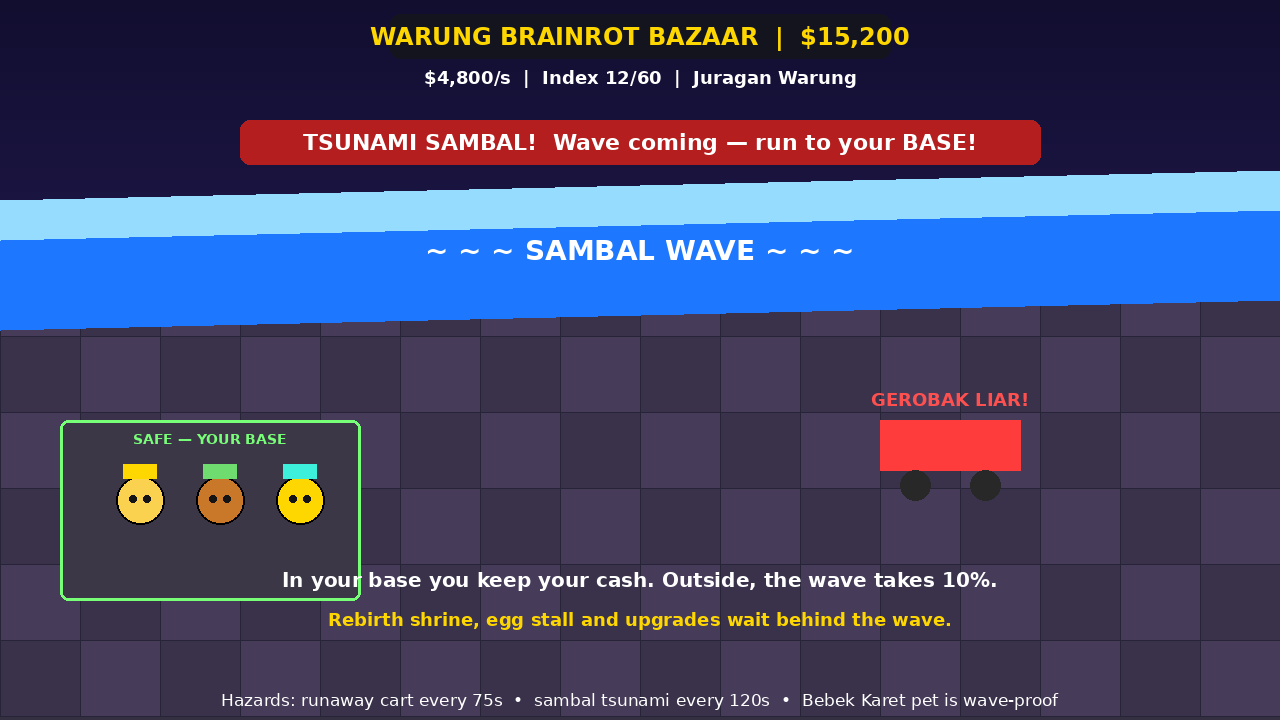 WARUNG BRAINROT BAZAAR | $15,200
$4,800/s | Index 12/60 | Juragan Warung
TSUNAMI SAMBAL! Wave coming — run to your BASE!
~ ~ ~ SAMBAL WAVE ~ ~ ~
GEROBAK LIAR!
SAFE — YOUR BASE
In your base you keep your cash. Outside, the wave takes 10%.
Rebirth shrine, egg stall and upgrades wait behind the wave.
Hazards: runaway cart every 75s • sambal tsunami every 120s • Bebek Karet pet is wave-proof